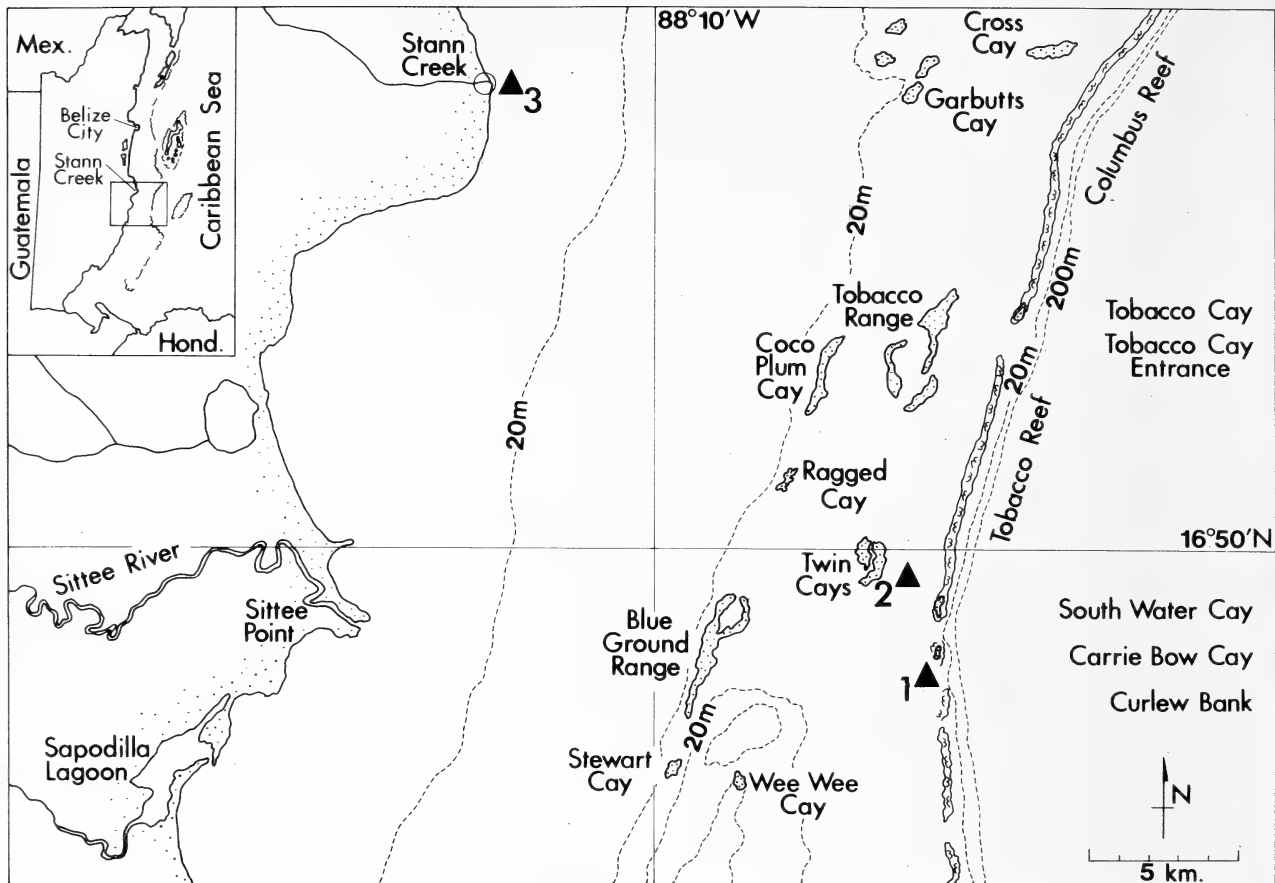 Mex.
Belize
City
Stann
Creek
Guatemala
Caribbean Sea
Hond.
Stann
Creek
3
88°10'W
Cross
Cay
Garbutts
Cay
Columbus Reef
20m
200m
20m
Tobacco
Range
Coco
Plum
Cay
Tobacco Cay
Tobacco Cay
Entrance
20m
Tobacco Reef
Ragged
Cay
16°50'N
Sittee River
Sittee
Point
Twin
Cays
2
South Water Cay
Blue
Ground
Range
Carrie Bow Cay
1
Curlew Bank
20m
Sapodilla
Lagoon
Stewart
Cay
Wee Wee
Cay
N
5 km.